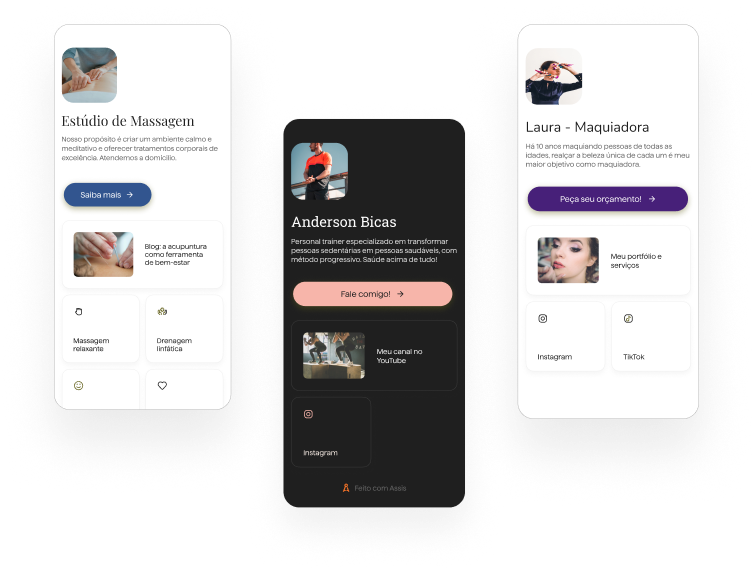 Estúdio de Massagem
Nosso propósito é criar um ambiente calmo e
meditativo e oferecer tratamentos corporais de
excelência. Atendemos a domicílio.
Saiba mais →
Blog: a acupuntura
como ferramenta
de bem-estar
Massagem
relaxante
Drenagem
linfática
Anderson Bicas
Personal trainer especializado em transformar
pessoas sedentárias em pessoas saudáveis, com
método progressivo. Saúde acima de tudo!
Fale comigo! →
Meu canal no
YouTube
Instagram
Feito com Assis
Laura - Maquiadora
Há 10 anos maquiando pessoas de todas as
idades, realçar a beleza única de cada um é meu
maior objetivo como maquiadora.
Peça seu orçamento! →
Meu portfólio e
serviços
Instagram
TikTok